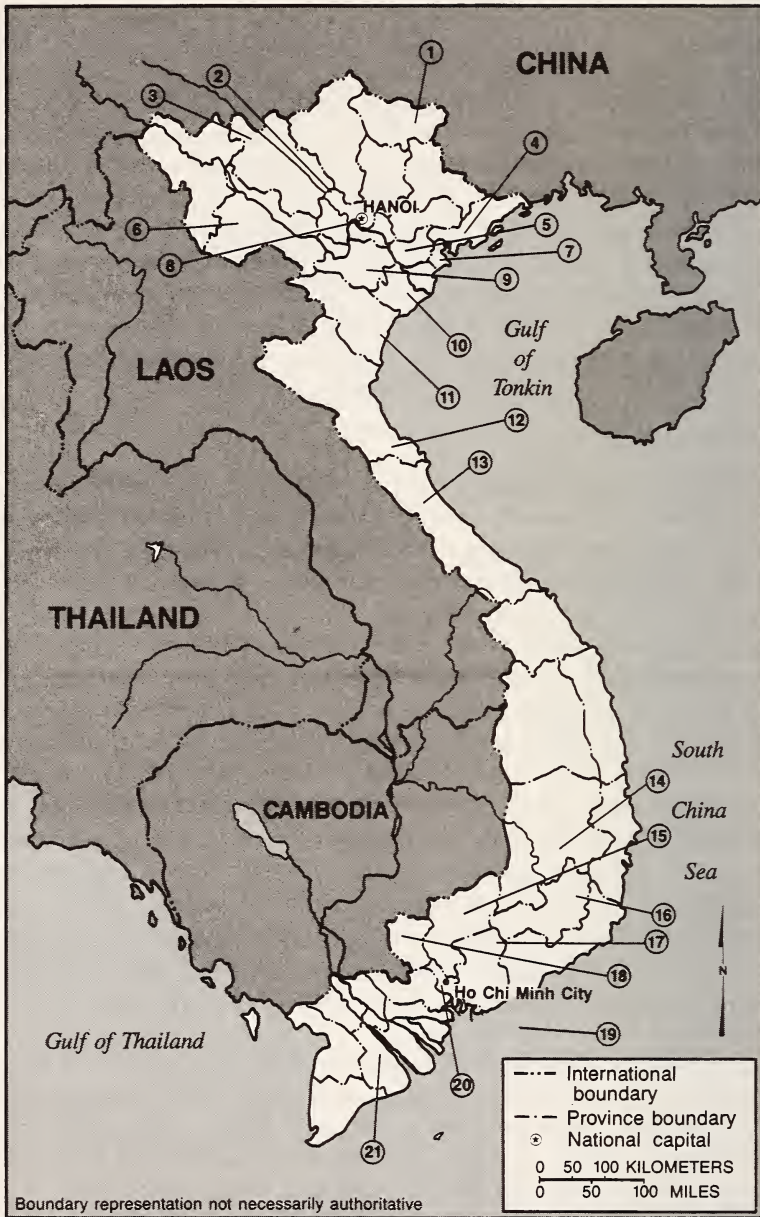 1
CHINA
2
3
4
HANOI
6
5
8
7
9
10
Gulf
of
Tonkin
LAOS
11
12
13
THAILAND
South
14
CAMBODIA
China
15
Sea
16
17
18
N
Ho Chi Minh City
Gulf of Thailand
19
20
21
International
boundary
Province boundary
National capital
0 50 100 KILOMETERS
0 50 100 MILES
Boundary representation not necessarily authoritative